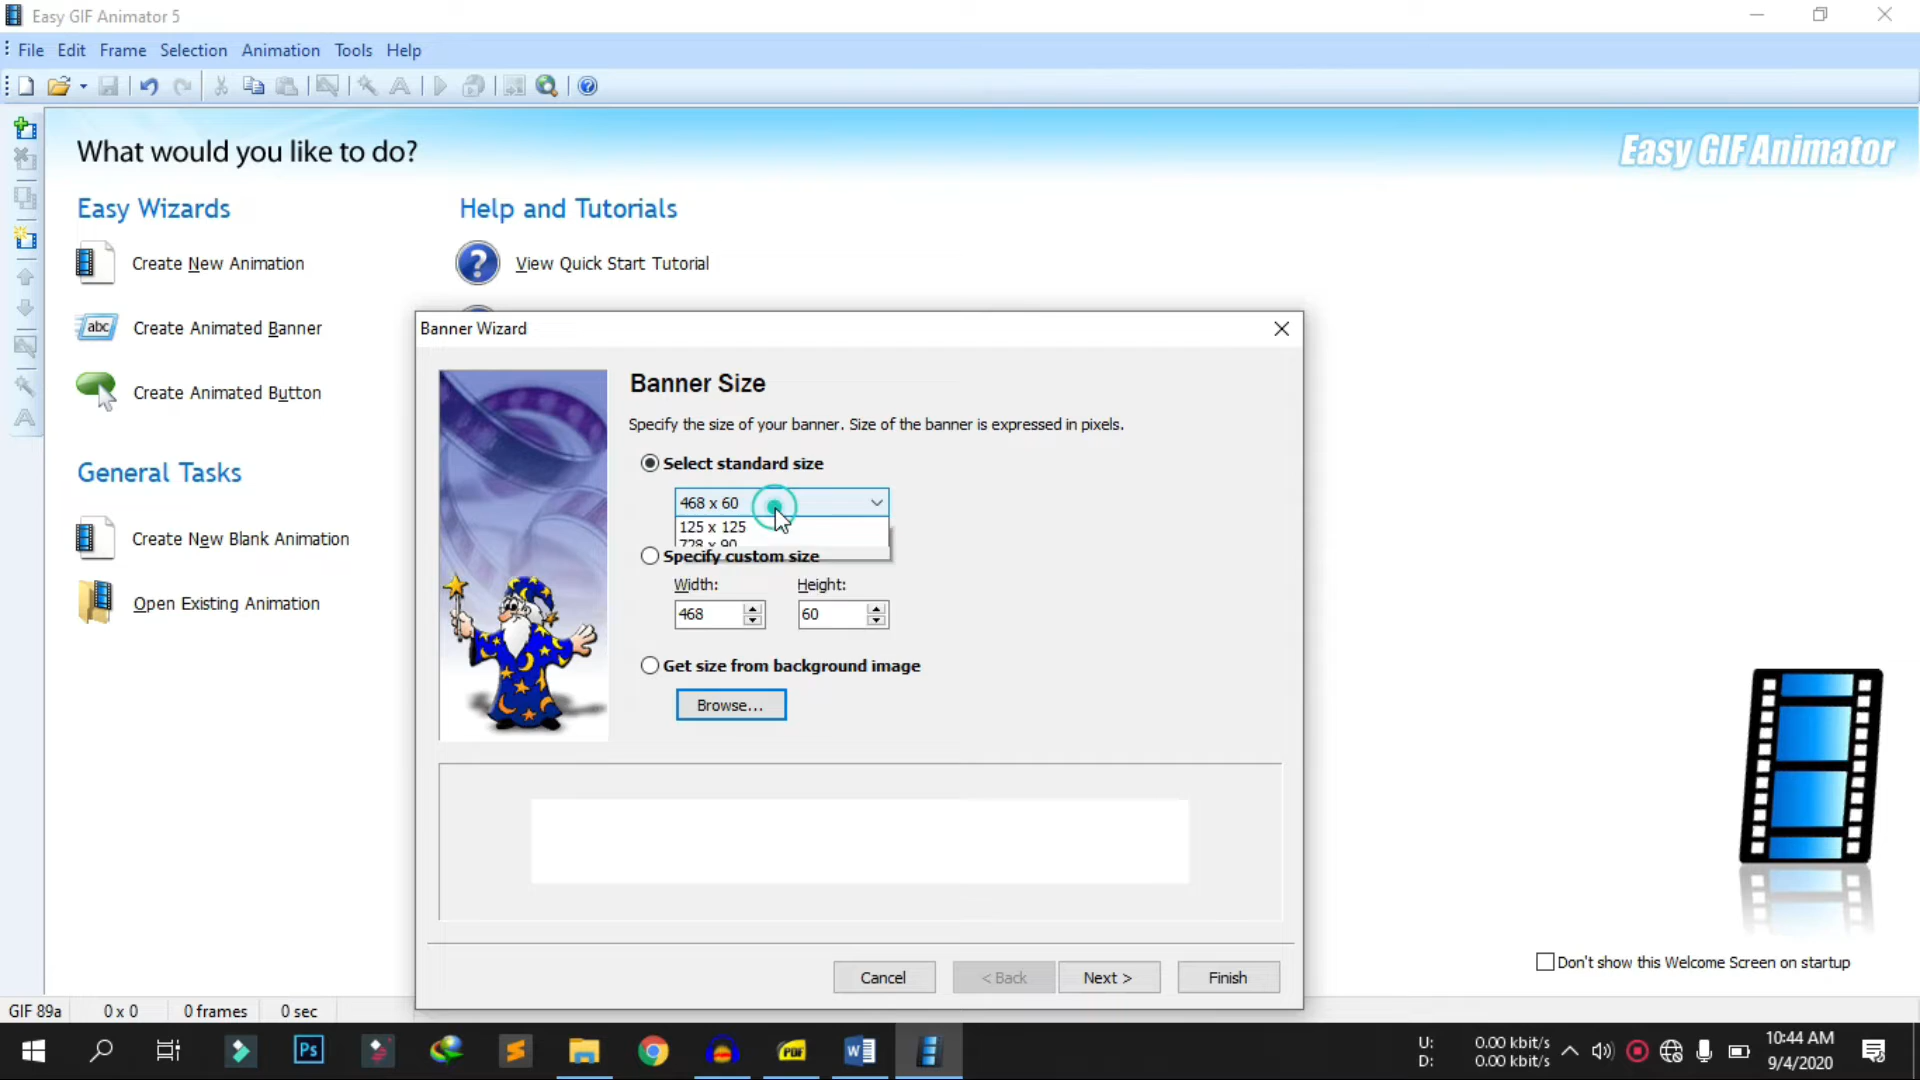 Easy GIF Animator 5
File Edit Frame Selection Animation Tools Help
What would you like to do?
Easy GIF Animator
Easy Wizards
Help and Tutorials
Create New Animation
View Quick Start Tutorial
abc
Create Animated Banner
Create Animated Button
General Tasks
Create New Blank Animation
Open Existing Animation
Banner Wizard
Banner Size
Specify the size of your banner. Size of the banner is expressed in pixels.
Select standard size
468 x 60
125 x 125
728 x 90
Specify custom size
Width: Height:
468 60
Get size from background image
Browse...
Cancel < Back Next > Finish
Don't show this Welcome Screen on startup
GIF 89a 0 x 0 0 frames 0 sec
Ps
PDF
U: 0.00 kbit/s
D: 0.00 kbit/s
10:44 AM
9/4/2020